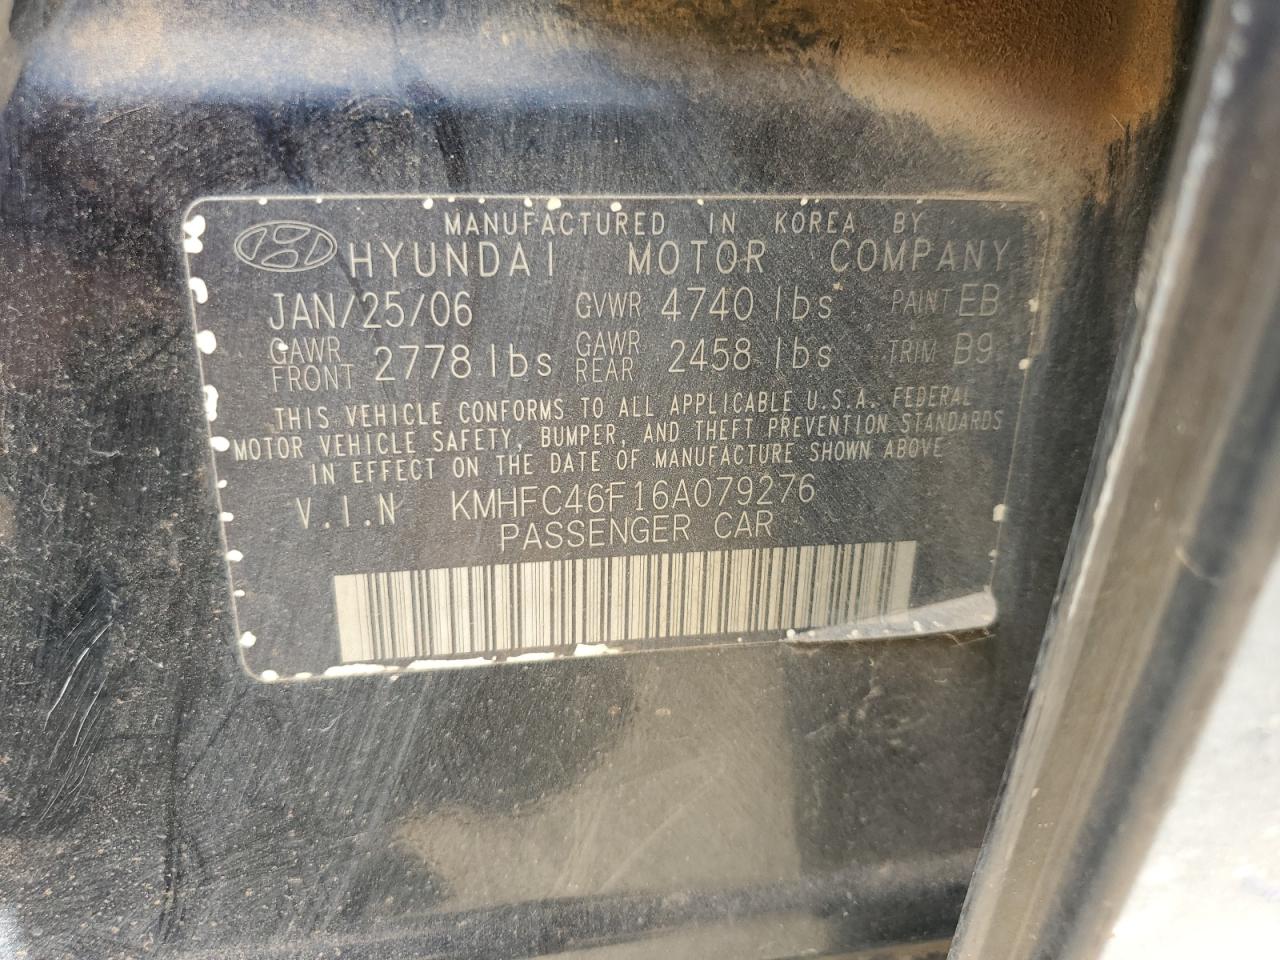 MANUFACTURED IN KOREA BY
HYUNDAI MOTOR COMPANY
JAN/25/06 GVWR 4740 lbs PAINT EB
GAWR FRONT 2778 lbs GAWR REAR 2458 lbs TRIM B9
THIS VEHICLE CONFORMS TO ALL APPLICABLE U.S.A. FEDERAL
MOTOR VEHICLE SAFETY, BUMPER, AND THEFT PREVENTION STANDARDS
IN EFFECT ON THE DATE OF MANUFACTURE SHOWN ABOVE
V.I.N KMHFC46F16A079276
PASSENGER CAR